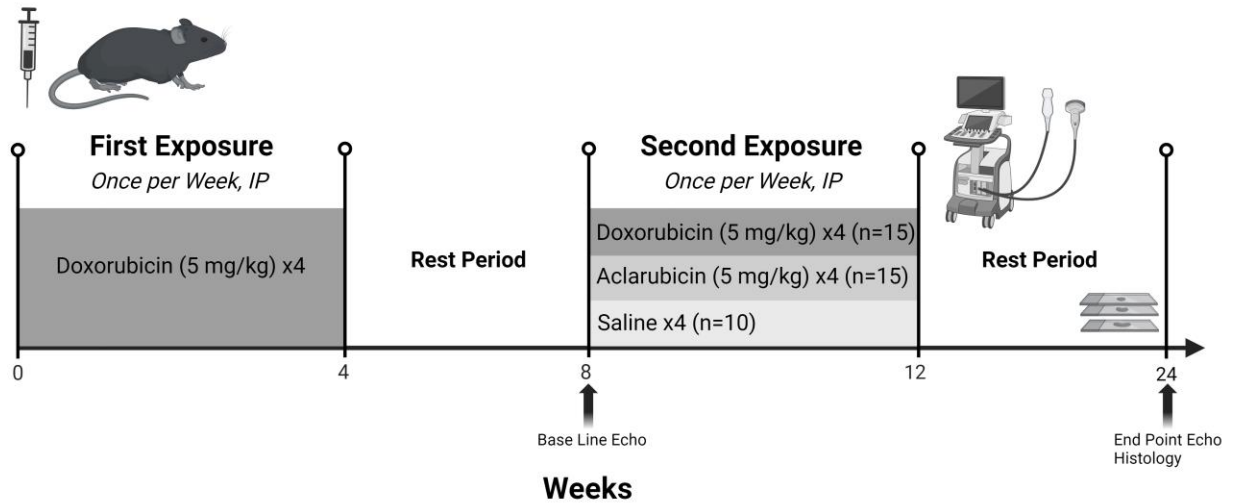 First Exposure
Once per Week, IP
Doxorubicin (5 mg/kg) x4
Rest Period
Second Exposure
Once per Week, IP
Doxorubicin (5 mg/kg) x4 (n=15)
Aclarubicin (5 mg/kg) x4 (n=15)
Saline x4 (n=10)
Rest Period
0
4
8
12
24
Base Line Echo
End Point Echo
Histology
Weeks